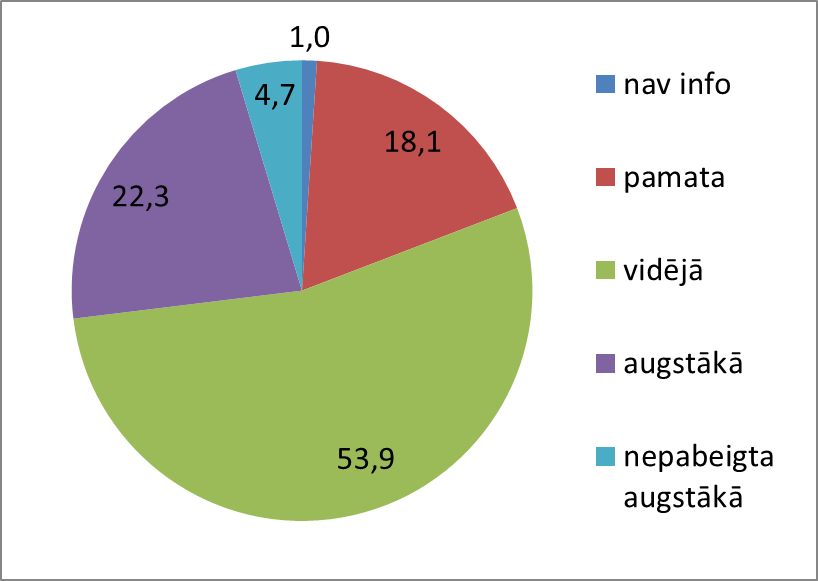 1,0
4,7
18,1
22,3
53,9
nav info
pamata
vidējā
augstākā
nepabeigta
augstākā